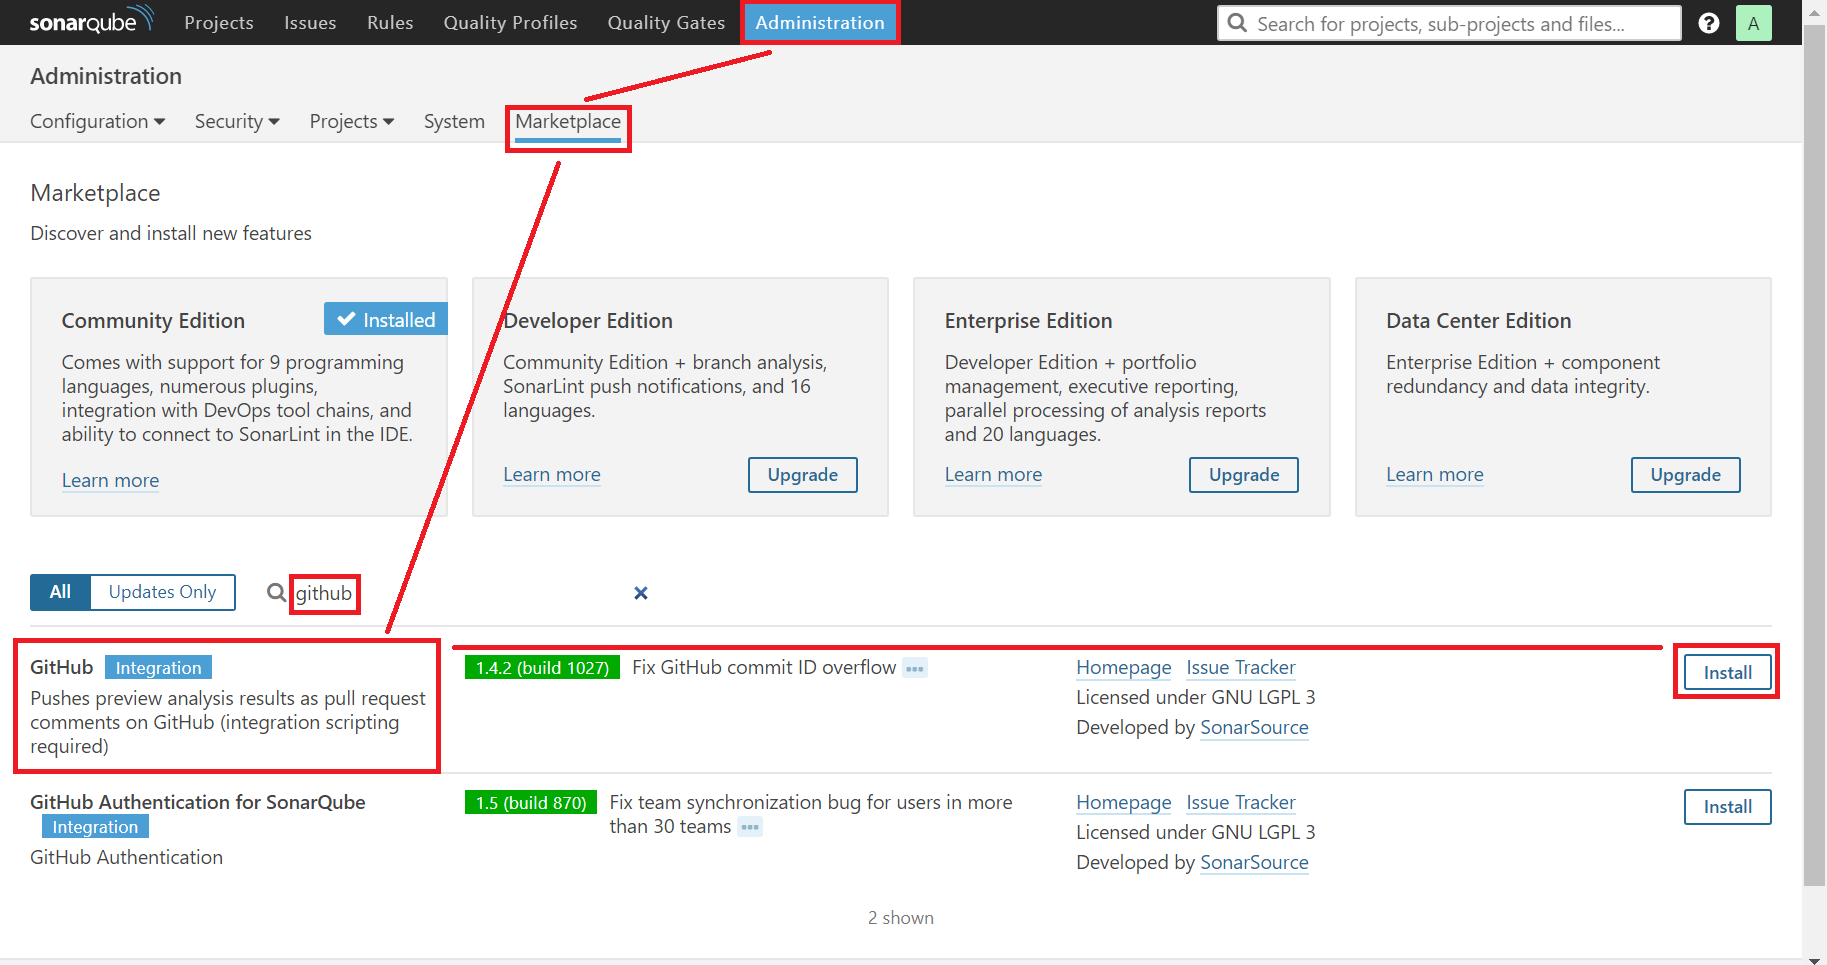 sonarqube Projects Issues Rules Quality Profiles Quality Gates Administration Search for projects, sub-projects and files... ? A
Administration
Configuration Security Projects System Marketplace
Marketplace
Discover and install new features
Community Edition Installed
Comes with support for 9 programming
languages, numerous plugins,
integration with DevOps tool chains, and
ability to connect to SonarLint in the IDE.
Learn more
Developer Edition
Community Edition + branch analysis,
SonarLint push notifications, and 16
languages.
Learn more Upgrade
Enterprise Edition
Developer Edition + portfolio
management, executive reporting,
parallel processing of analysis reports
and 20 languages.
Learn more Upgrade
Data Center Edition
Enterprise Edition + component
redundancy and data integrity.
Learn more Upgrade
All Updates Only github
GitHub Integration
Pushes preview analysis results as pull request
comments on GitHub (integration scripting
required)
1.4.2 (build 1027) Fix GitHub commit ID overflow ...
Homepage Issue Tracker
Licensed under GNU LGPL 3
Developed by SonarSource
Install
GitHub Authentication for SonarQube
Integration
GitHub Authentication
1.5 (build 870) Fix team synchronization bug for users in more
than 30 teams ...
Homepage Issue Tracker
Licensed under GNU LGPL 3
Developed by SonarSource
Install
2 shown